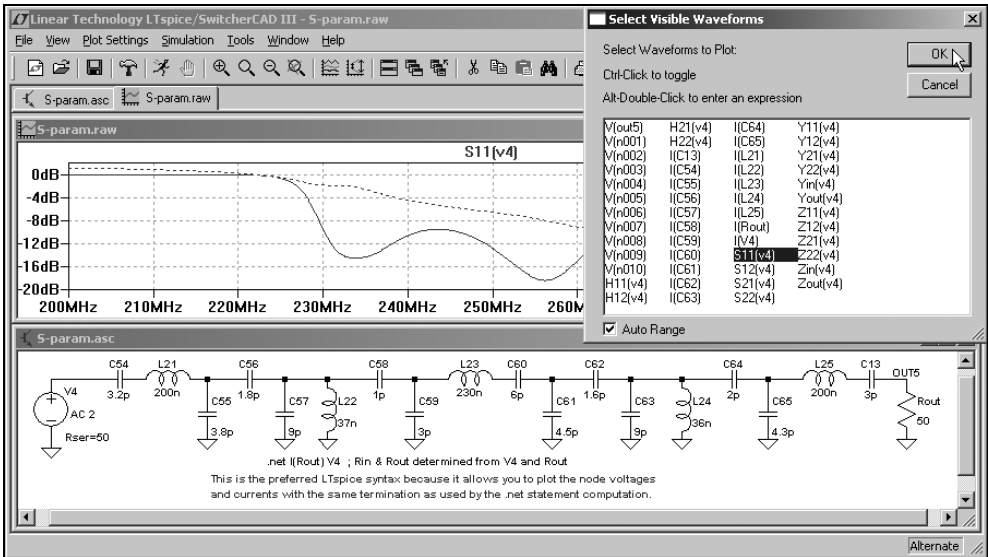 Linear Technology LTspice/SwitcherCAD III - S-param.raw
File View Plot Settings Simulation Tools Window Help
S-param.asc S-param.raw
S-param.raw
S11(v4)
0dB
-4dB
-8dB
-12dB
-16dB
-20dB
200MHz 210MHz 220MHz 230MHz 240MHz 250MHz 260M
Select Visible Waveforms
Select Waveforms to Plot:
Ctrl-Click to toggle
Alt-Double-Click to enter an expression
OK
Cancel
V(out5) H21(v4) I(C64) Y11(v4)
V(n001) H22(v4) I(C65) Y12(v4)
V(n002) I(C13) I(L21) Y21(v4)
V(n003) I(C54) I(L22) Y22(v4)
V(n004) I(C55) I(L23) Yin(v4)
V(n005) I(C56) I(L24) Yout(v4)
V(n006) I(C57) I(L25) Z11(v4)
V(n007) I(C58) I(Rout) Z12(v4)
V(n008) I(C59) I(V4) Z21(v4)
V(n009) I(C60) S11(v4) Z22(v4)
V(n010) I(C61) S12(v4) Zin(v4)
H11(v4) I(C62) S21(v4) Zout(v4)
H12(v4) I(C63) S22(v4)
Auto Range
S-param.asc
C54 L21 C56 C58 L23 C60 C62 C64 L25 C13 OUT5
3.2p 200n 1.8p 1p 230n 6p 1.6p 2p 200n 3p
V4 C55 C57 L22 C59 C61 C63 L24 C65 Rout
AC 2 3.8p 9p 37n 3p 4.5p 9p 36n 4.3p 50
Rser=50
.net I(Rout) V4 ; Rin & Rout determined from V4 and Rout
This is the preferred LTspice syntax because it allows you to plot the node voltages
and currents with the same termination as used by the .net statement computation.
Alternate